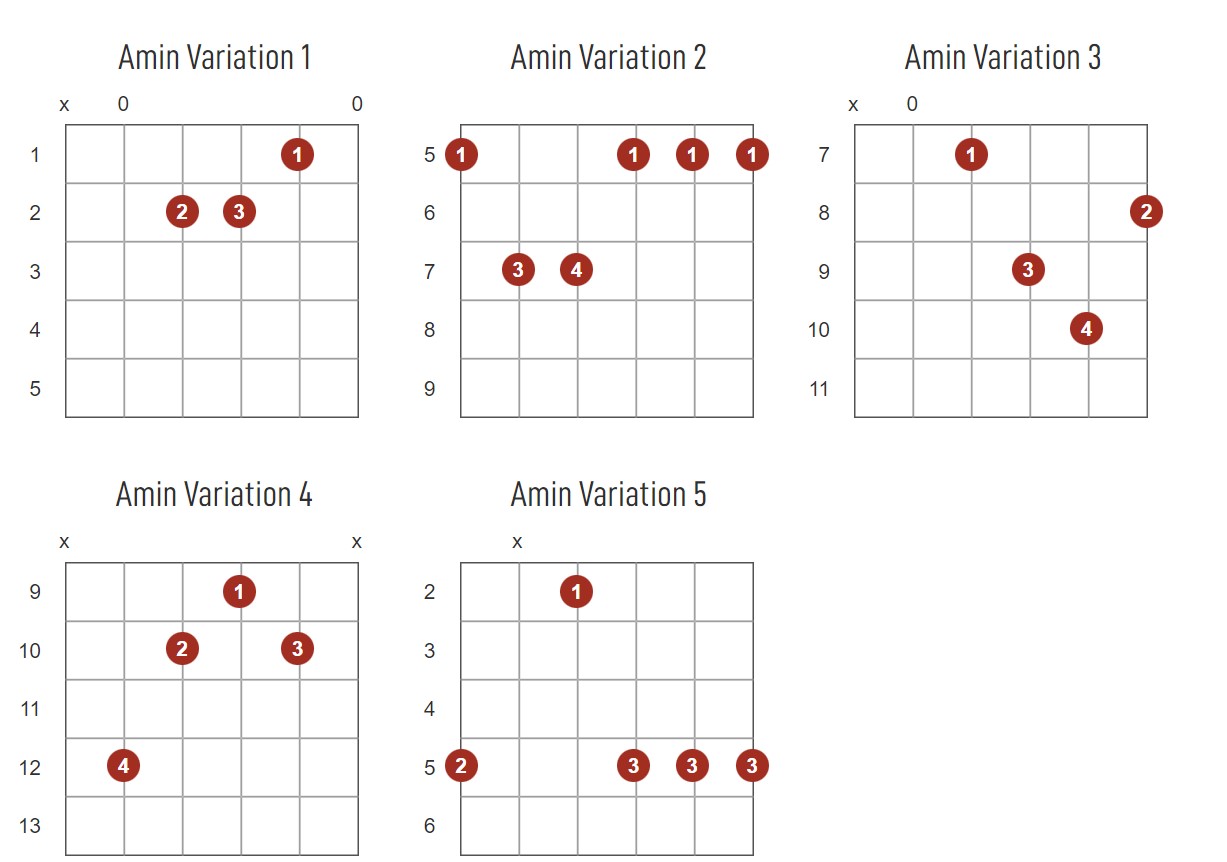 Amin Variation 1
x 0 0
1 1
2 2 3
3
4
5
Amin Variation 2
5 1 1 1 1
6
7 3 4
8
9
Amin Variation 3
x 0
7 1
8 2
9 3
10 4
11
Amin Variation 4
x x
9 1
10 2 3
11
12 4
13
Amin Variation 5
x
2 1
3
4
5 2 3 3 3
6